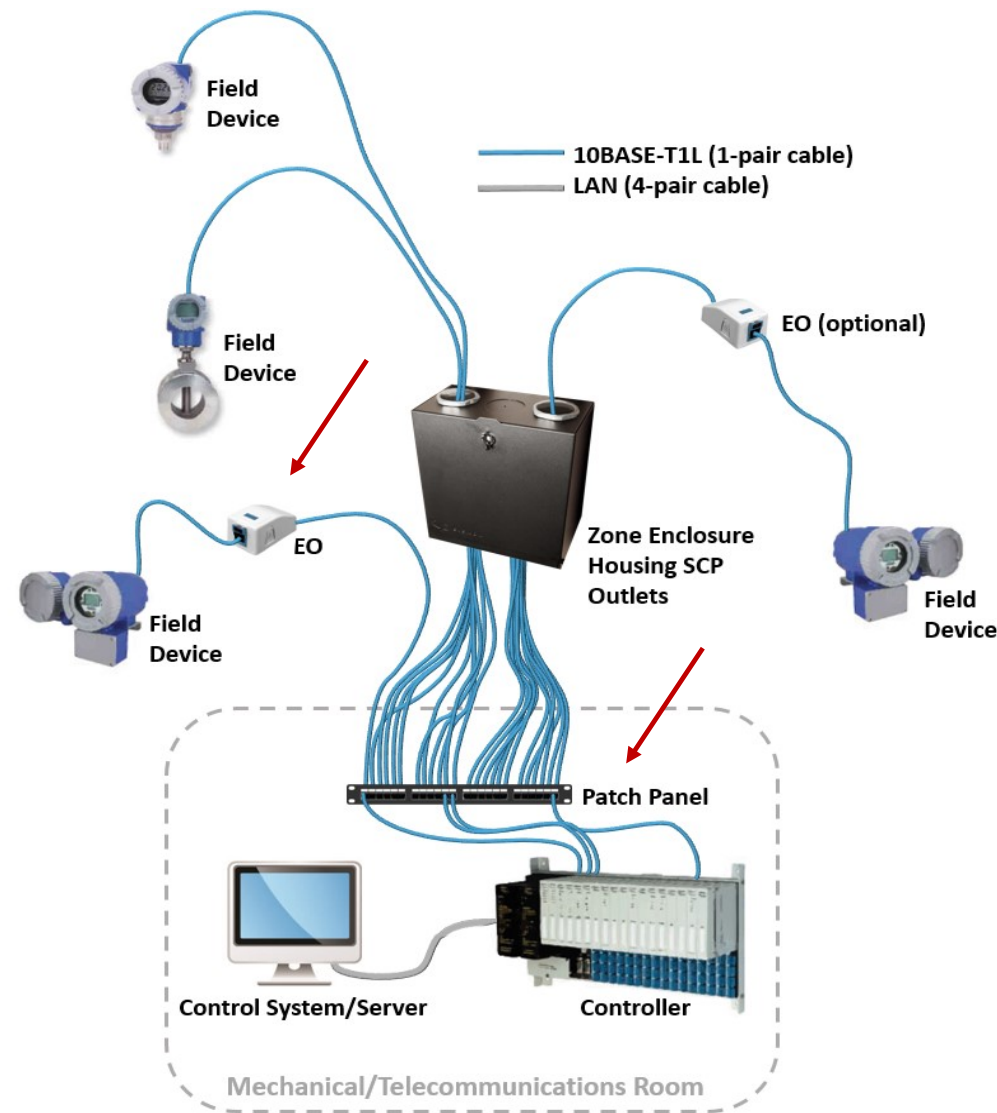 Field
Device
10BASE-T1L (1-pair cable)
LAN (4-pair cable)
EO (optional)
Field
Device
EO
Zone Enclosure
Housing SCP
Outlets
Field
Device
Field
Device
Patch Panel
Control System/Server
Controller
Mechanical/Telecommunications Room